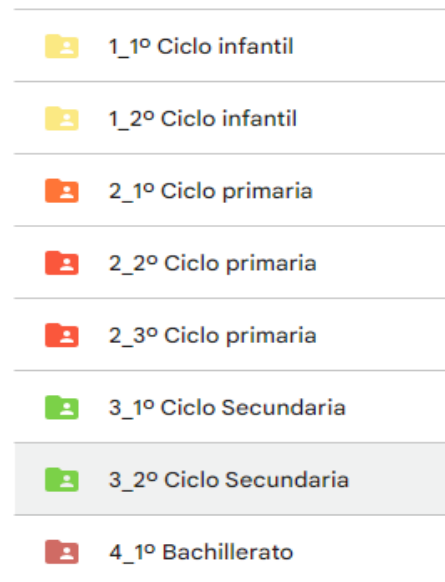 1_1º Ciclo infantil
1_2º Ciclo infantil
2_1º Ciclo primaria
2_2º Ciclo primaria
2_3º Ciclo primaria
3_1º Ciclo Secundaria
3_2º Ciclo Secundaria
4_1º Bachillerato